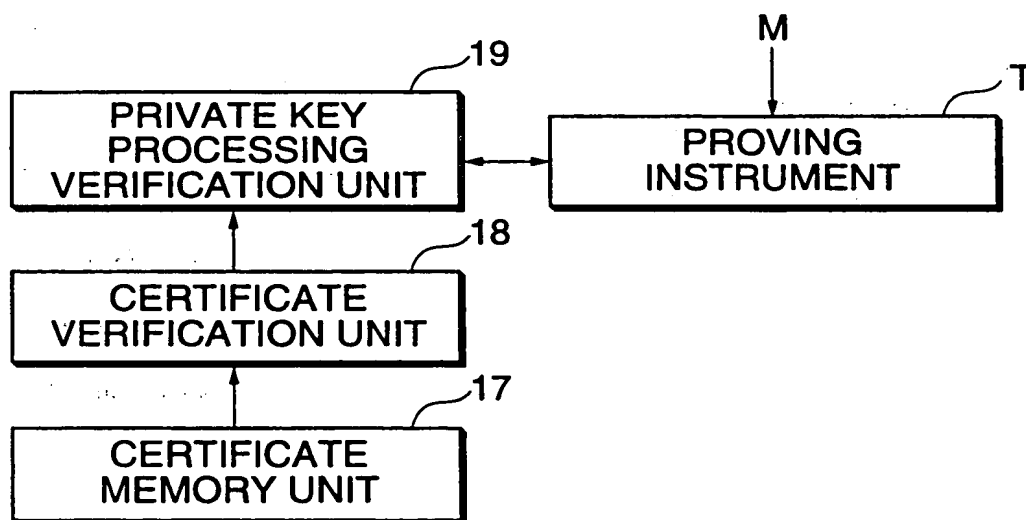 19
M
T
PRIVATE KEY
PROCESSING
VERIFICATION UNIT
PROVING
INSTRUMENT
18
CERTIFICATE
VERIFICATION UNIT
17
CERTIFICATE
MEMORY UNIT